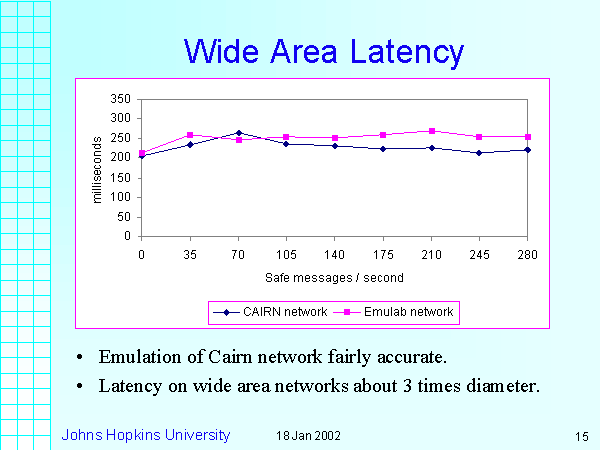 Wide Area Latency
350
300
250
200
150
100
50
0
milliseconds
0 35 70 105 140 175 210 245 280
Safe messages / second
CAIRN network Emulab network
• Emulation of Cairn network fairly accurate.
• Latency on wide area networks about 3 times diameter.
Johns Hopkins University 18 Jan 2002 15